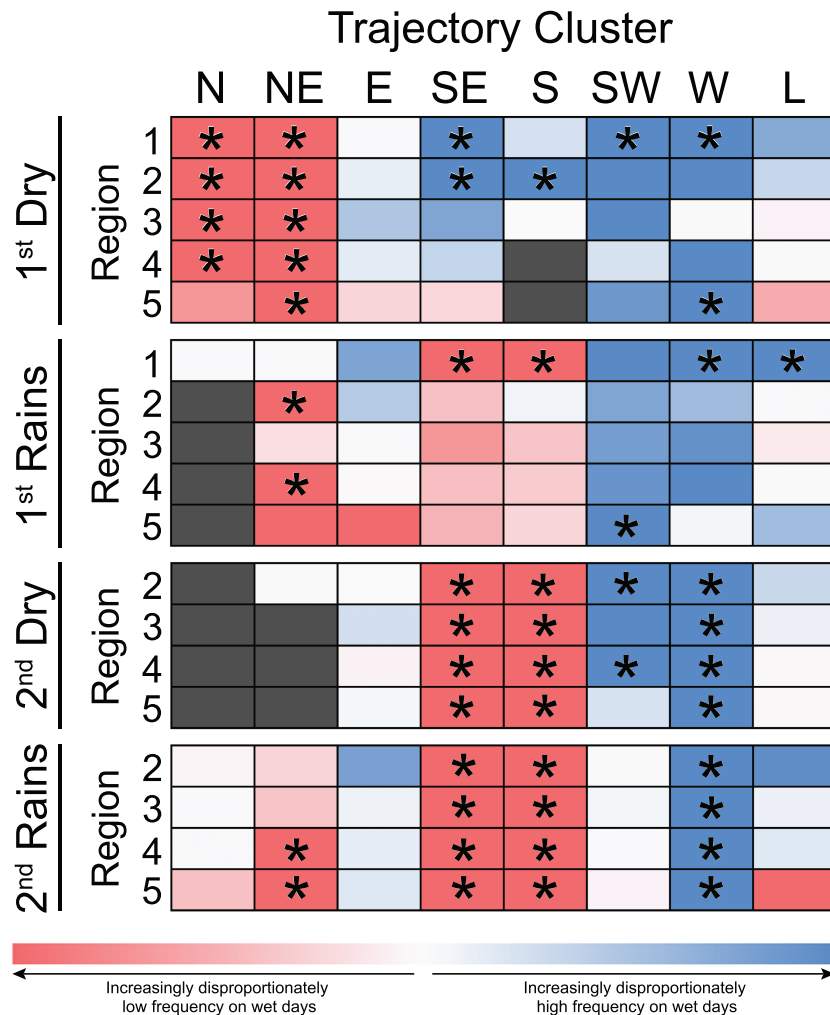 Trajectory Cluster
N NE E SE S SW W L
1st Dry
Region
1 * * * * *
2 * * * *
3 * *
4 * *
5 * *
1st Rains
Region
1 * * * *
2 *
3
4 *
5 *
2nd Dry
Region
2 * * * *
3 * * *
4 * * * *
5 * * *
2nd Rains
Region
2 * * *
3 * * *
4 * * * *
5 * * * *
Increasingly disproportionately
low frequency on wet days
Increasingly disproportionately
high frequency on wet days